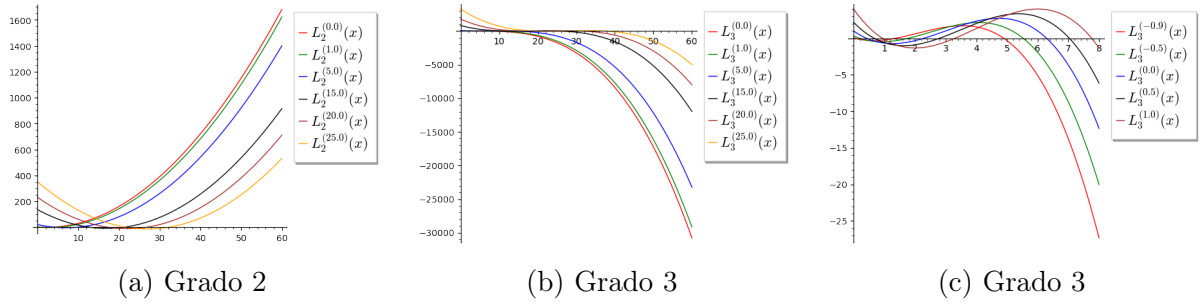 1600
1400
1200
1000
800
600
400
200
0 10 20 30 40 50 60
L_2^{(0.0)}(x)
L_2^{(1.0)}(x)
L_2^{(5.0)}(x)
L_2^{(15.0)}(x)
L_2^{(20.0)}(x)
L_2^{(25.0)}(x)
(a) Grado 2
0 10 20 30 40 50 60
-5000
-10000
-15000
-20000
-25000
-30000
L_3^{(0.0)}(x)
L_3^{(1.0)}(x)
L_3^{(5.0)}(x)
L_3^{(15.0)}(x)
L_3^{(20.0)}(x)
L_3^{(25.0)}(x)
(b) Grado 3
1 2 3 4 5 6 7 8
-5
-10
-15
-20
-25
L_3^{(-0.9)}(x)
L_3^{(-0.5)}(x)
L_3^{(0.0)}(x)
L_3^{(0.5)}(x)
L_3^{(1.0)}(x)
(c) Grado 3